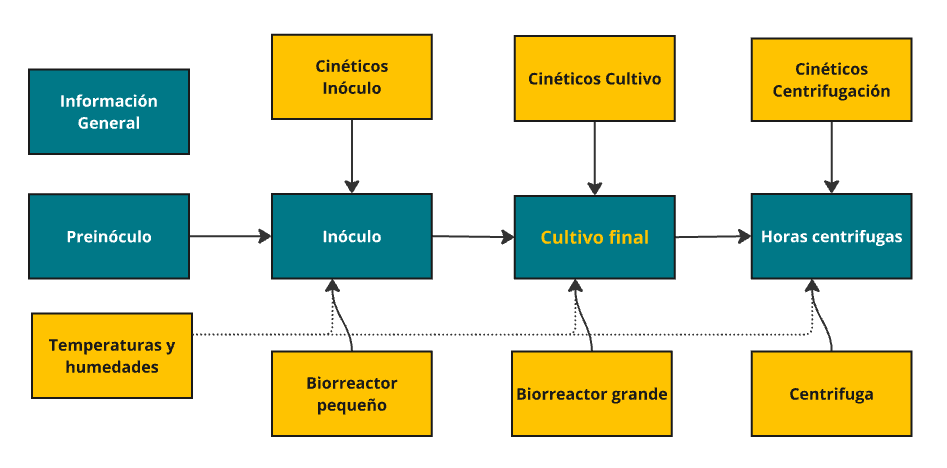 Cinéticos
Inóculo
Cinéticos Cultivo
Cinéticos
Centrifugación
Información
General
Preinóculo
Inóculo
Cultivo final
Horas centrifugas
Temperaturas y
humedades
Biorreactor
pequeño
Biorreactor grande
Centrifuga